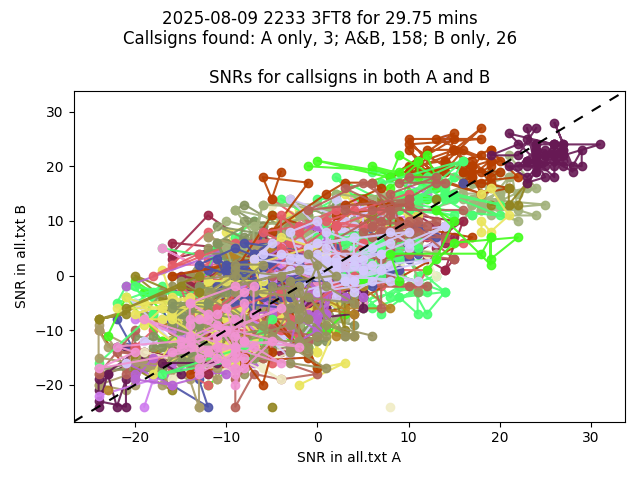 2025-08-09 2233 3FT8 for 29.75 mins
Callsigns found: A only, 3; A&B, 158; B only, 26
SNRs for callsigns in both A and B
30
20
10
0
−10
−20
SNR in all.txt B
−20 −10 0 10 20 30
SNR in all.txt A